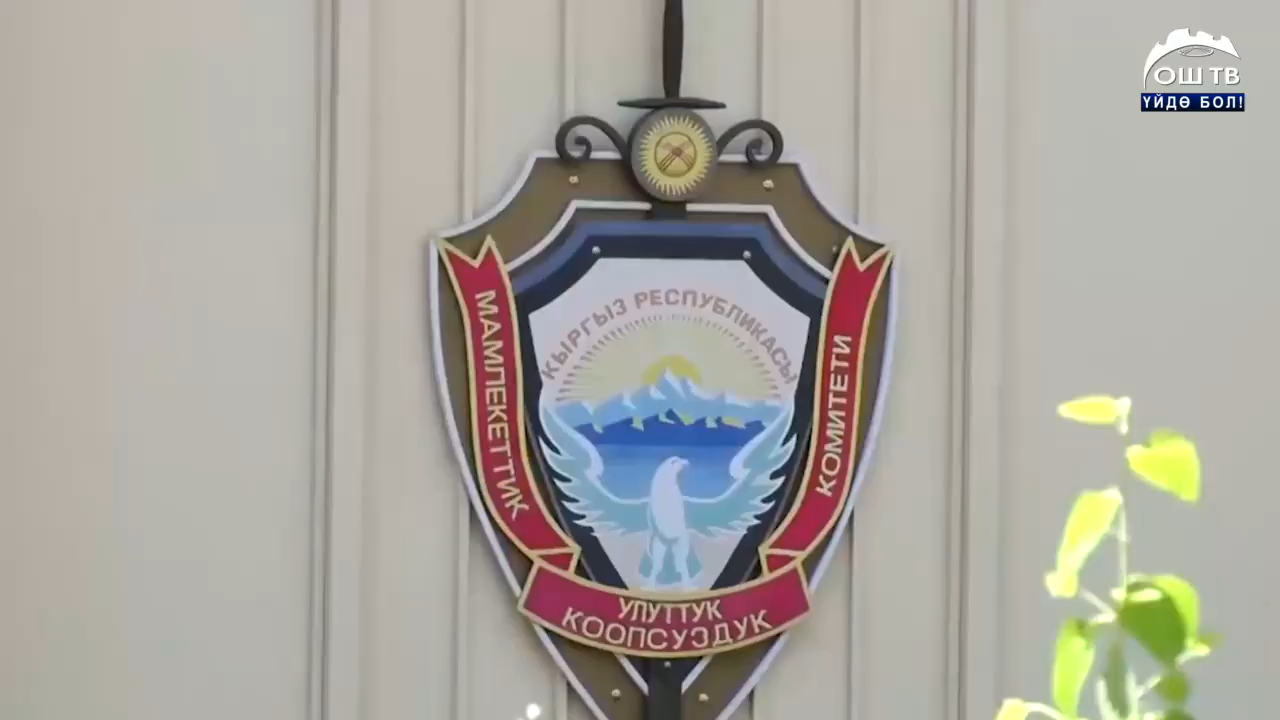 ОШ ТВ
ҮЙДӨ БОЛ!
КЫРГЫЗ РЕСПУБЛИКАСЫ
МАМЛЕКЕТТИК
УЛУТТУК
КООПСУЗДУК
КОМИТЕТИ